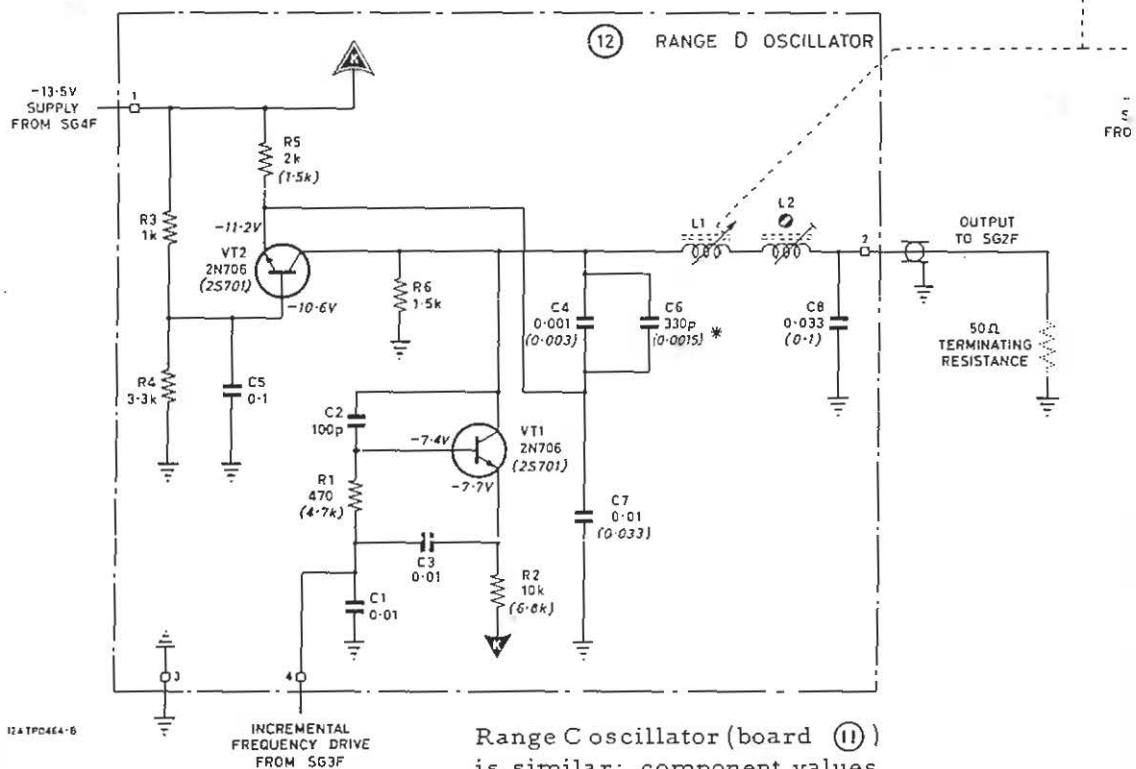 12 RANGE D OSCILLATOR
K
-13·5V
SUPPLY
FROM SG4F
1
R5
2k
(1·5k)
R3
1k
-11·2V
VT2
2N706
(2S701)
-10·6V
R6
1·5k
L1
L2
2
OUTPUT
TO SG2F
C4
0·001
(0·003)
C6
330p
(0·0015) *
C8
0·033
(0·1)
50Ω
TERMINATING
RESISTANCE
R4
3·3k
C5
0·1
C2
100p
-7·4V
VT1
2N706
(2S701)
-7·7V
R1
470
(4·7k)
C7
0·01
(0·033)
C3
0·01
R2
10k
(6·8k)
C1
0·01
K
3
4
INCREMENTAL
FREQUENCY DRIVE
FROM SG3F
S
FRO
Range C oscillator (board 11)
is similar: component values